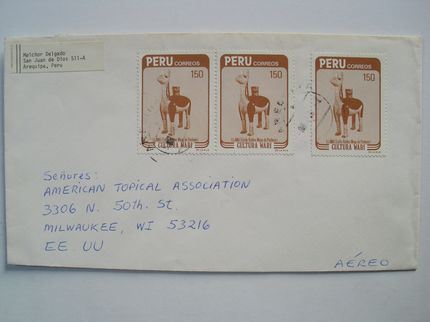 Melchor Delgado
San Juan de Dios 511-A
Arequipa, Peru
PERU CORREOS
150
CULTURA WARI
PERU CORREOS
150
CULTURA WARI
PERU CORREOS
150
CULTURA WARI
Señores:
AMERICAN TOPICAL ASSOCIATION
3306 N. 50th. St.
MILWAUKEE, WI 53216
EE. UU
AÉREO